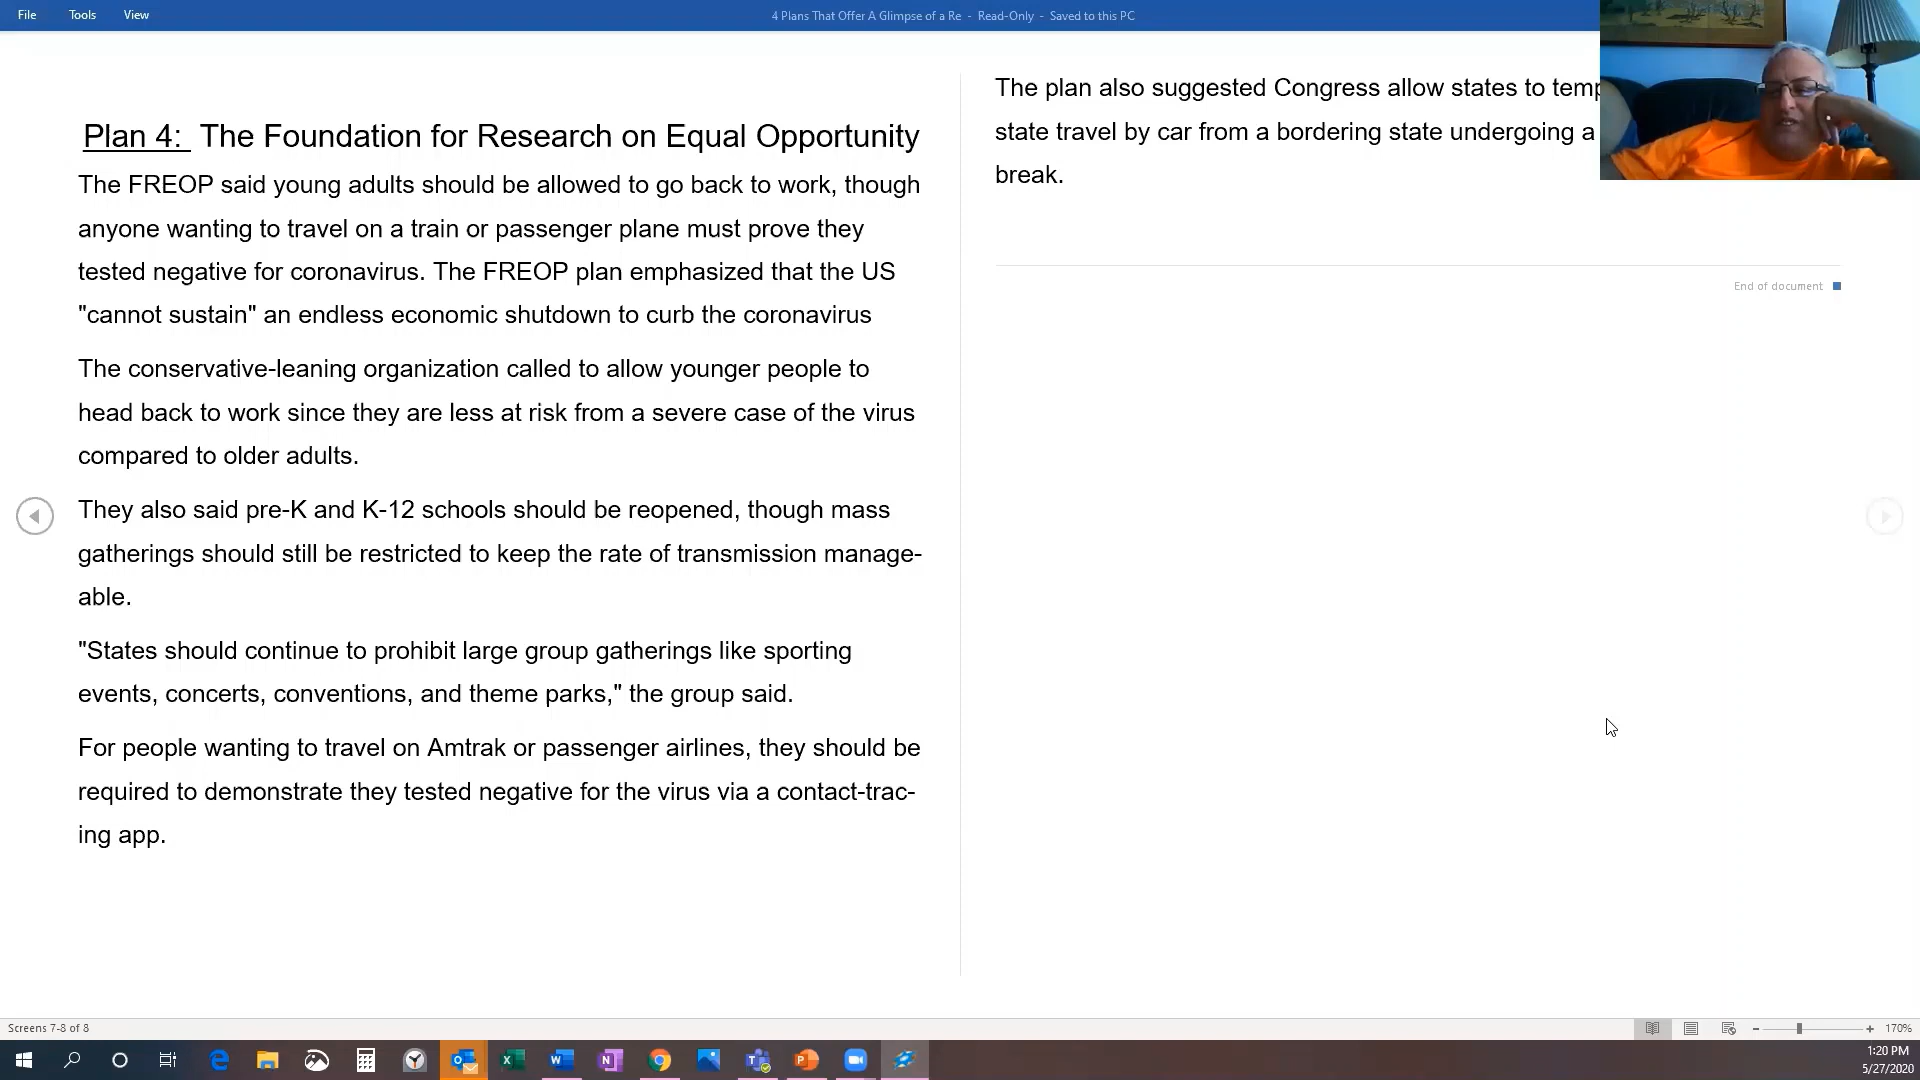 File Tools View
4 Plans That Offer A Glimpse of a Re - Read-Only - Saved to this PC
Plan 4: The Foundation for Research on Equal Opportunity
The FREOP said young adults should be allowed to go back to work, though
anyone wanting to travel on a train or passenger plane must prove they
tested negative for coronavirus. The FREOP plan emphasized that the US
"cannot sustain" an endless economic shutdown to curb the coronavirus
The conservative-leaning organization called to allow younger people to
head back to work since they are less at risk from a severe case of the virus
compared to older adults.
They also said pre-K and K-12 schools should be reopened, though mass
gatherings should still be restricted to keep the rate of transmission manage-
able.
"States should continue to prohibit large group gatherings like sporting
events, concerts, conventions, and theme parks," the group said.
For people wanting to travel on Amtrak or passenger airlines, they should be
required to demonstrate they tested negative for the virus via a contact-trac-
ing app.
The plan also suggested Congress allow states to
state travel by car from a bordering state undergoing a
break.
End of document
Screens 7-8 of 8
170%
1:20 PM
5/27/2020